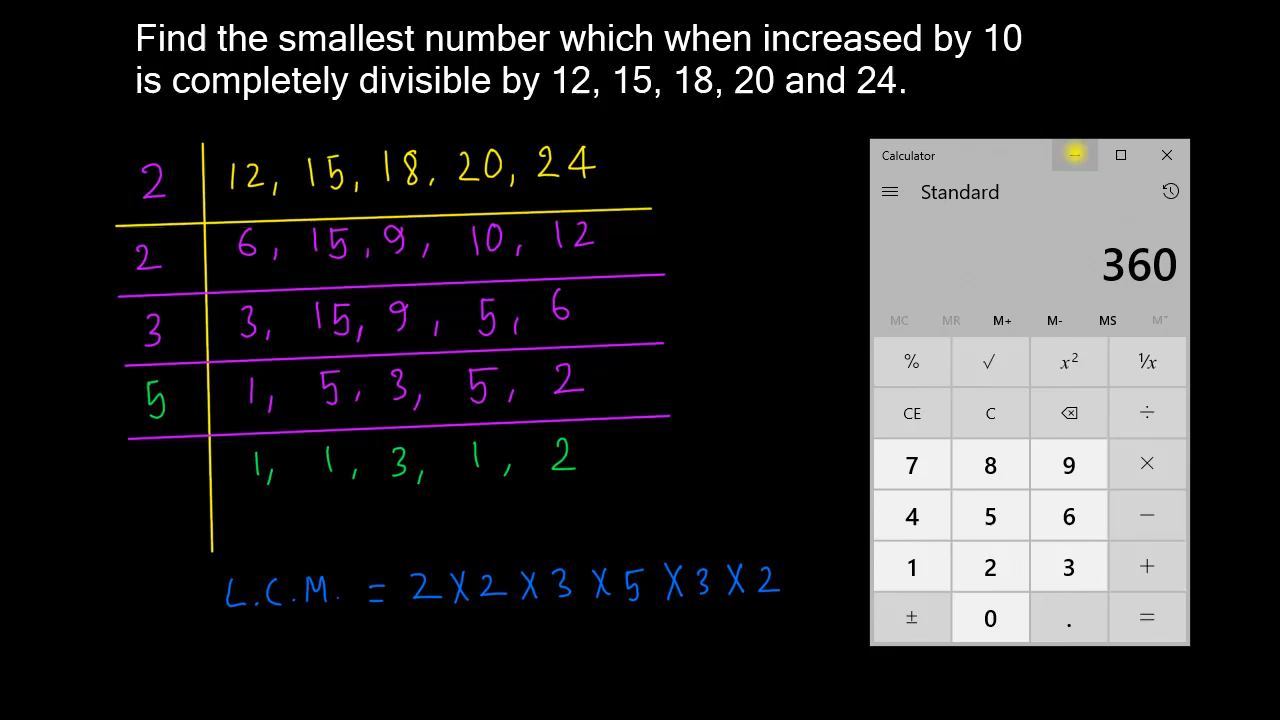 Find the smallest number which when increased by 10
is completely divisible by 12, 15, 18, 20 and 24.
2 12, 15, 18, 20, 24
2 6, 15, 9, 10, 12
3 3, 15, 9, 5, 6
5 1, 5, 3, 5, 2
1, 1, 3, 1, 2
L.C.M. = 2 X 2 X 3 X 5 X 3 X 2
Calculator
Standard
360
MC MR M+ M- MS M˅
% √ x² ⅟x
CE C ⌫ ÷
7 8 9 ×
4 5 6 −
1 2 3 +
± 0 . =